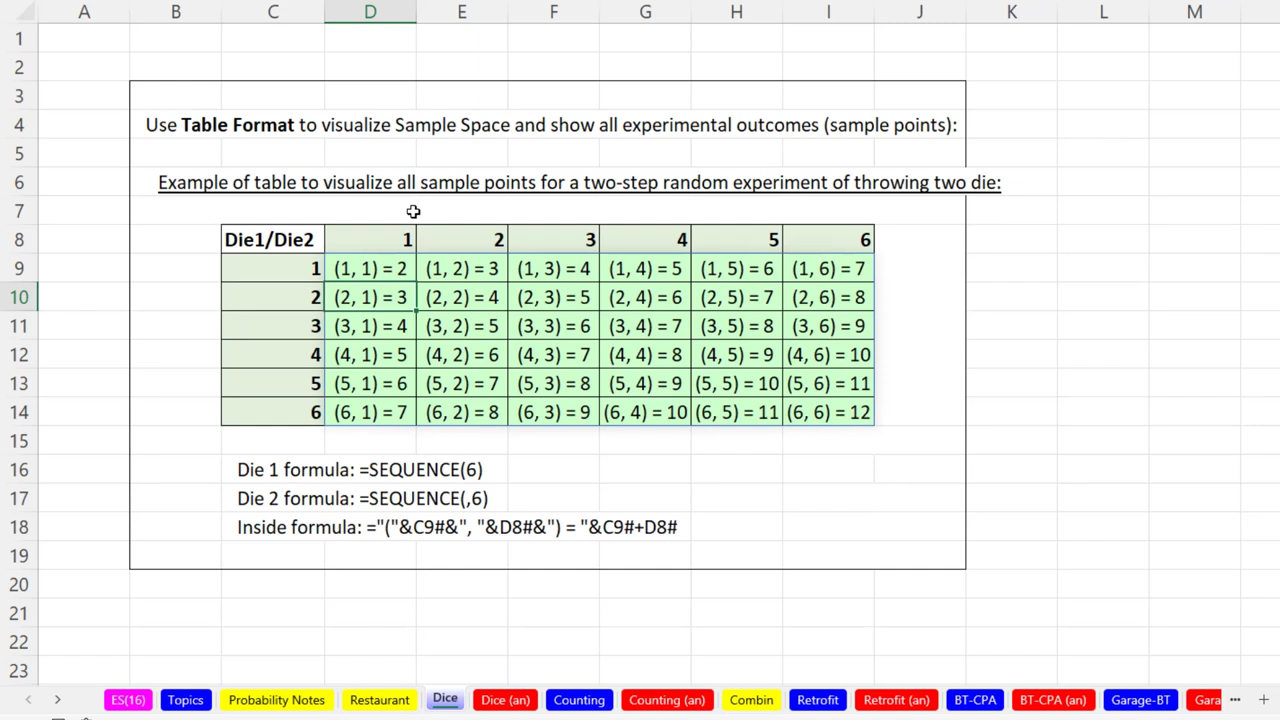 A B C D E F G H I J K L M
1
2
3
4 Use Table Format to visualize Sample Space and show all experimental outcomes (sample points):
5
6 Example of table to visualize all sample points for a two-step random experiment of throwing two die:
7
8 Die1/Die2 1 2 3 4 5 6
9 1 (1, 1) = 2 (1, 2) = 3 (1, 3) = 4 (1, 4) = 5 (1, 5) = 6 (1, 6) = 7
10 2 (2, 1) = 3 (2, 2) = 4 (2, 3) = 5 (2, 4) = 6 (2, 5) = 7 (2, 6) = 8
11 3 (3, 1) = 4 (3, 2) = 5 (3, 3) = 6 (3, 4) = 7 (3, 5) = 8 (3, 6) = 9
12 4 (4, 1) = 5 (4, 2) = 6 (4, 3) = 7 (4, 4) = 8 (4, 5) = 9 (4, 6) = 10
13 5 (5, 1) = 6 (5, 2) = 7 (5, 3) = 8 (5, 4) = 9 (5, 5) = 10 (5, 6) = 11
14 6 (6, 1) = 7 (6, 2) = 8 (6, 3) = 9 (6, 4) = 10 (6, 5) = 11 (6, 6) = 12
15
16 Die 1 formula: =SEQUENCE(6)
17 Die 2 formula: =SEQUENCE(,6)
18 Inside formula: ="("&C9#&", "&D8#&") = "&C9#+D8#
19
20
21
22
23
ES(16) Topics Probability Notes Restaurant Dice Dice (an) Counting Counting (an) Combin Retrofit Retrofit (an) BT-CPA BT-CPA (an) Garage-BT Gara ...